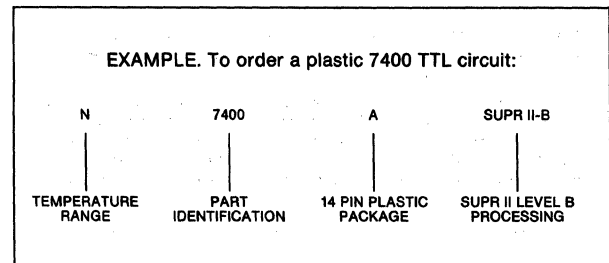 EXAMPLE. To order a plastic 7400 TTL circuit:
N 7400 A SUPR II-B
TEMPERATURE RANGE
PART IDENTIFICATION
14 PIN PLASTIC PACKAGE
SUPR II LEVEL B PROCESSING